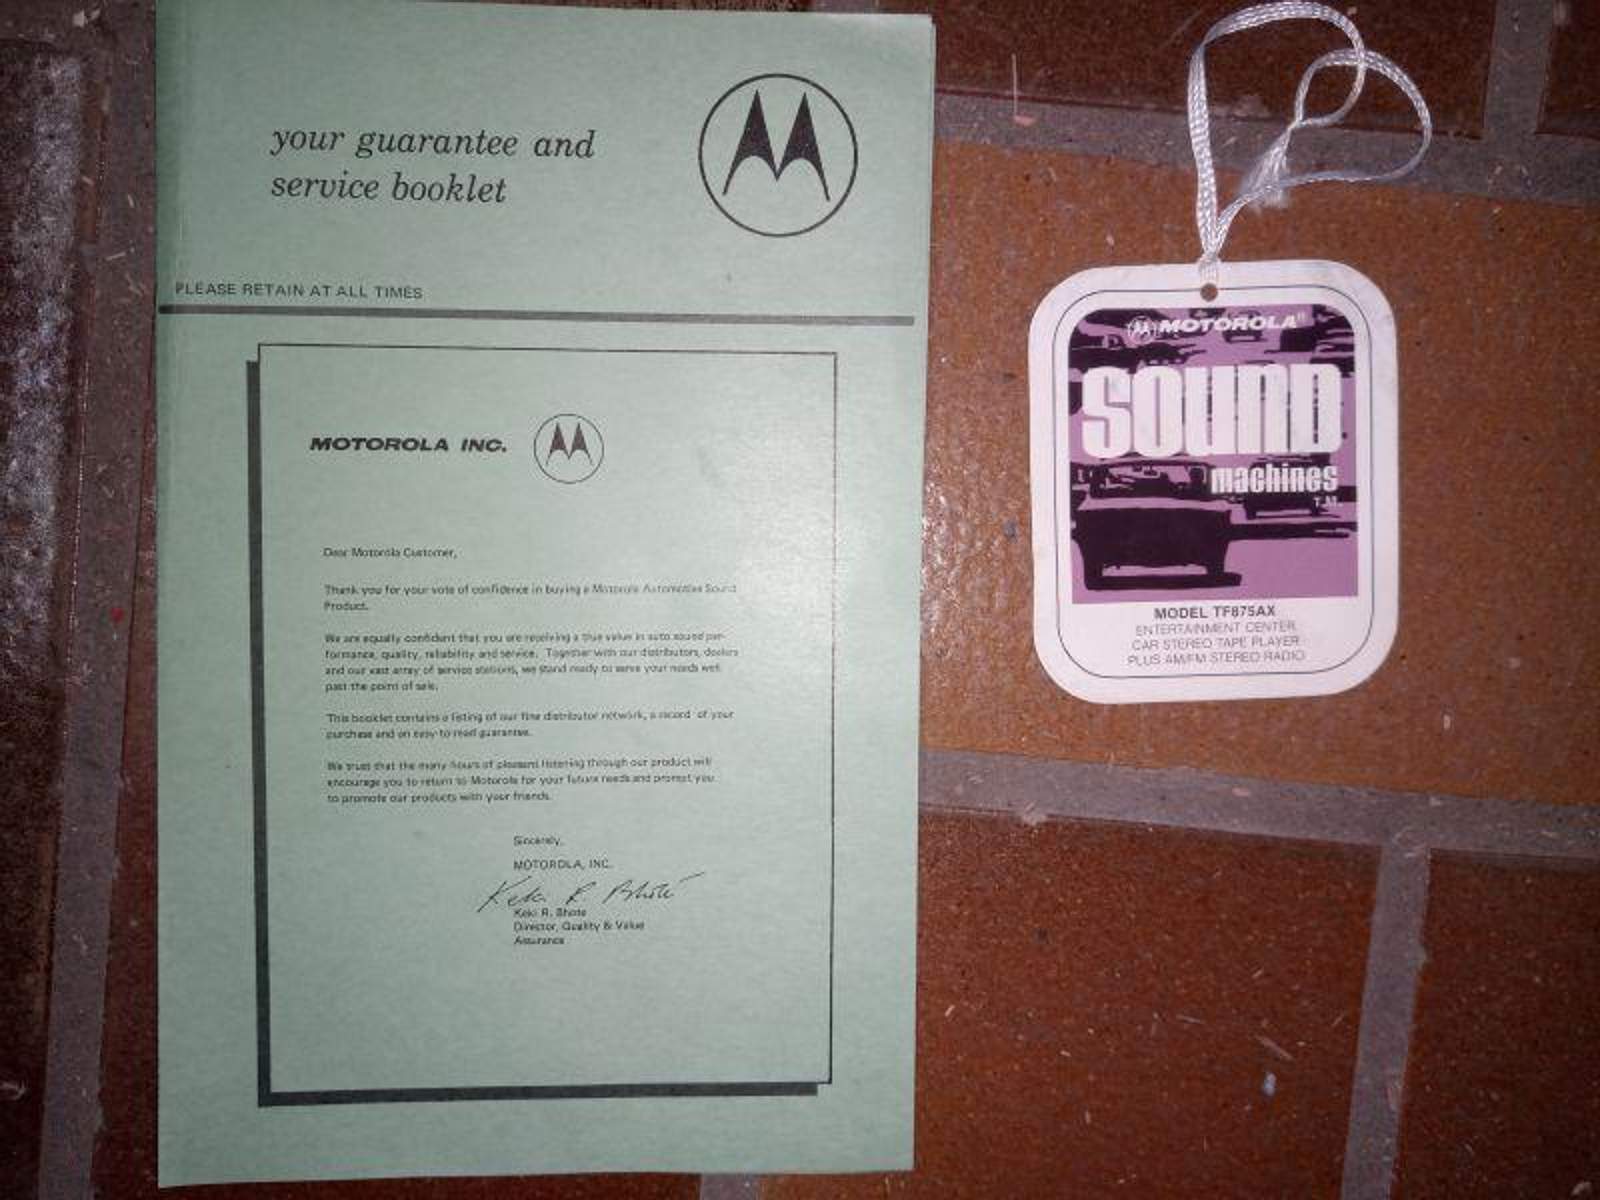 your guarantee and
service booklet
PLEASE RETAIN AT ALL TIMES
MOTOROLA INC.
Dear Motorola Customer,
Thank you for your vote of confidence in buying a Motorola Automotive Sound
Product.
We are equally confident that you are receiving a true value in auto sound per-
formance, quality, reliability and service. Together with our distributors, dealers
and our vast array of service stations, we stand ready to serve your needs well
past the point of sale.
This booklet contains a listing of our fine distributor network, a record of your
purchase and an easy-to-read guarantee.
We trust that the many hours of pleasant listening through our product will
encourage you to return to Motorola for your future needs and prompt you
to promote our products with your friends.
Sincerely,
MOTOROLA, INC.
Keki R. Bhote
Keki R. Bhote
Director, Quality & Value
Assurance
MOTOROLA®
SOUND
machines
T.M.
MODEL TF875AX
ENTERTAINMENT CENTER
CAR STEREO TAPE PLAYER
PLUS AM/FM STEREO RADIO